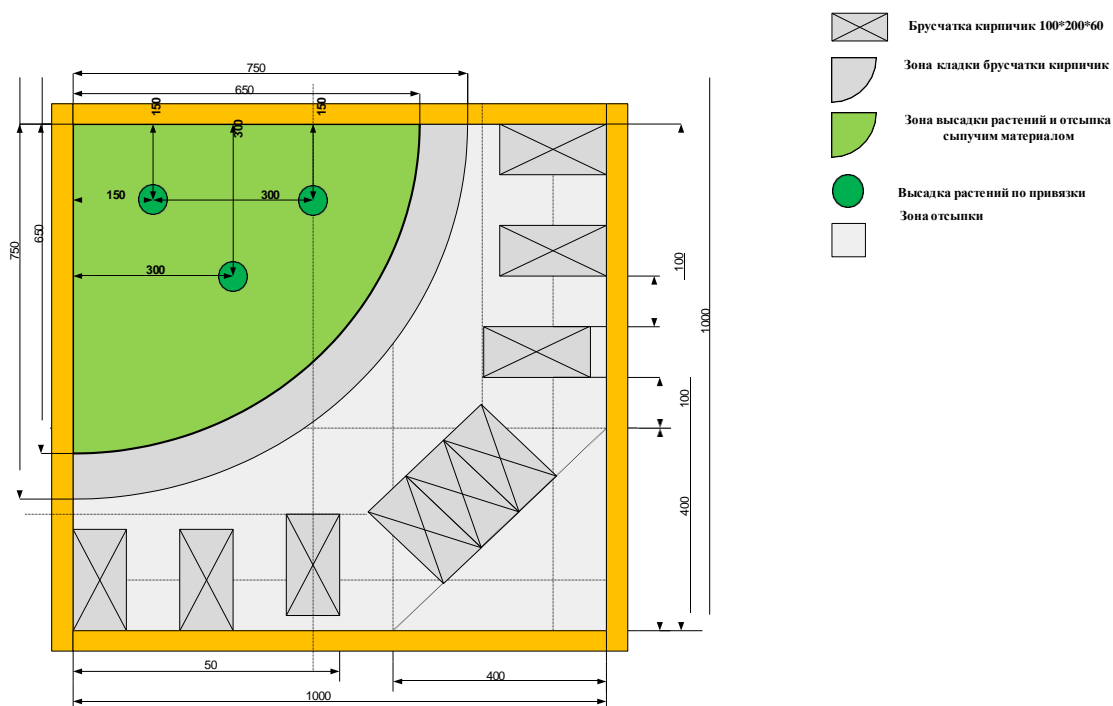 Брусчатка кирпичик 100*200*60
Зона кладки брусчатки кирпичик
Зона высадки растений и отсыпка
сыпучим материалом
Высадка растений по привязки
Зона отсыпки
750
650
150
300
150
150
300
300
750
650
100
1000
100
400
50
400
1000